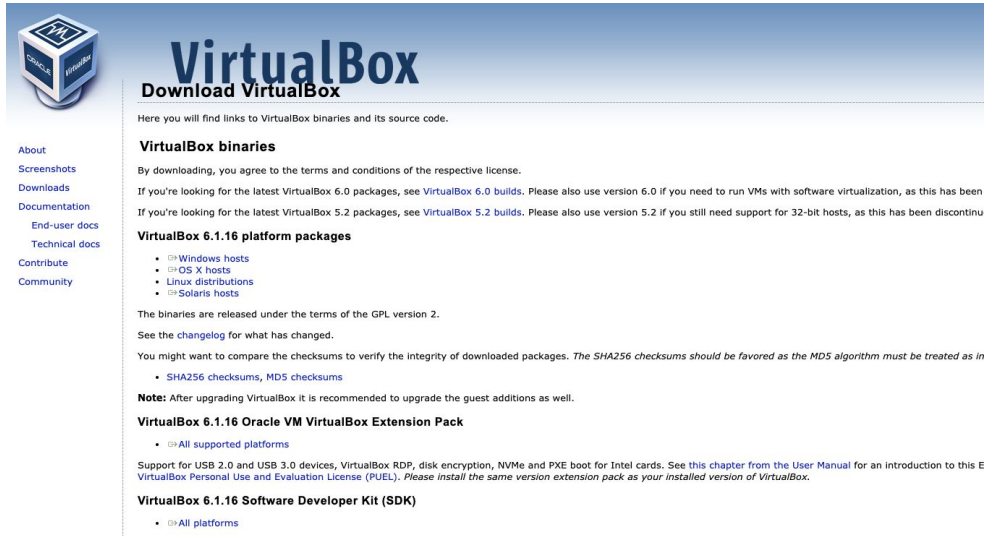 ORACLE
VM
VirtualBox
VirtualBox
Download VirtualBox
Here you will find links to VirtualBox binaries and its source code.
About
Screenshots
Downloads
Documentation
End-user docs
Technical docs
Contribute
Community
VirtualBox binaries
By downloading, you agree to the terms and conditions of the respective license.
If you're looking for the latest VirtualBox 6.0 packages, see VirtualBox 6.0 builds. Please also use version 6.0 if you need to run VMs with software virtualization, as this has been
If you're looking for the latest VirtualBox 5.2 packages, see VirtualBox 5.2 builds. Please also use version 5.2 if you still need support for 32-bit hosts, as this has been discontinu
VirtualBox 6.1.16 platform packages
• Windows hosts
• OS X hosts
• Linux distributions
• Solaris hosts
The binaries are released under the terms of the GPL version 2.
See the changelog for what has changed.
You might want to compare the checksums to verify the integrity of downloaded packages. The SHA256 checksums should be favored as the MD5 algorithm must be treated as in
• SHA256 checksums, MD5 checksums
Note: After upgrading VirtualBox it is recommended to upgrade the guest additions as well.
VirtualBox 6.1.16 Oracle VM VirtualBox Extension Pack
• All supported platforms
Support for USB 2.0 and USB 3.0 devices, VirtualBox RDP, disk encryption, NVMe and PXE boot for Intel cards. See this chapter from the User Manual for an introduction to this E
VirtualBox Personal Use and Evaluation License (PUEL). Please install the same version extension pack as your installed version of VirtualBox.
VirtualBox 6.1.16 Software Developer Kit (SDK)
• All platforms